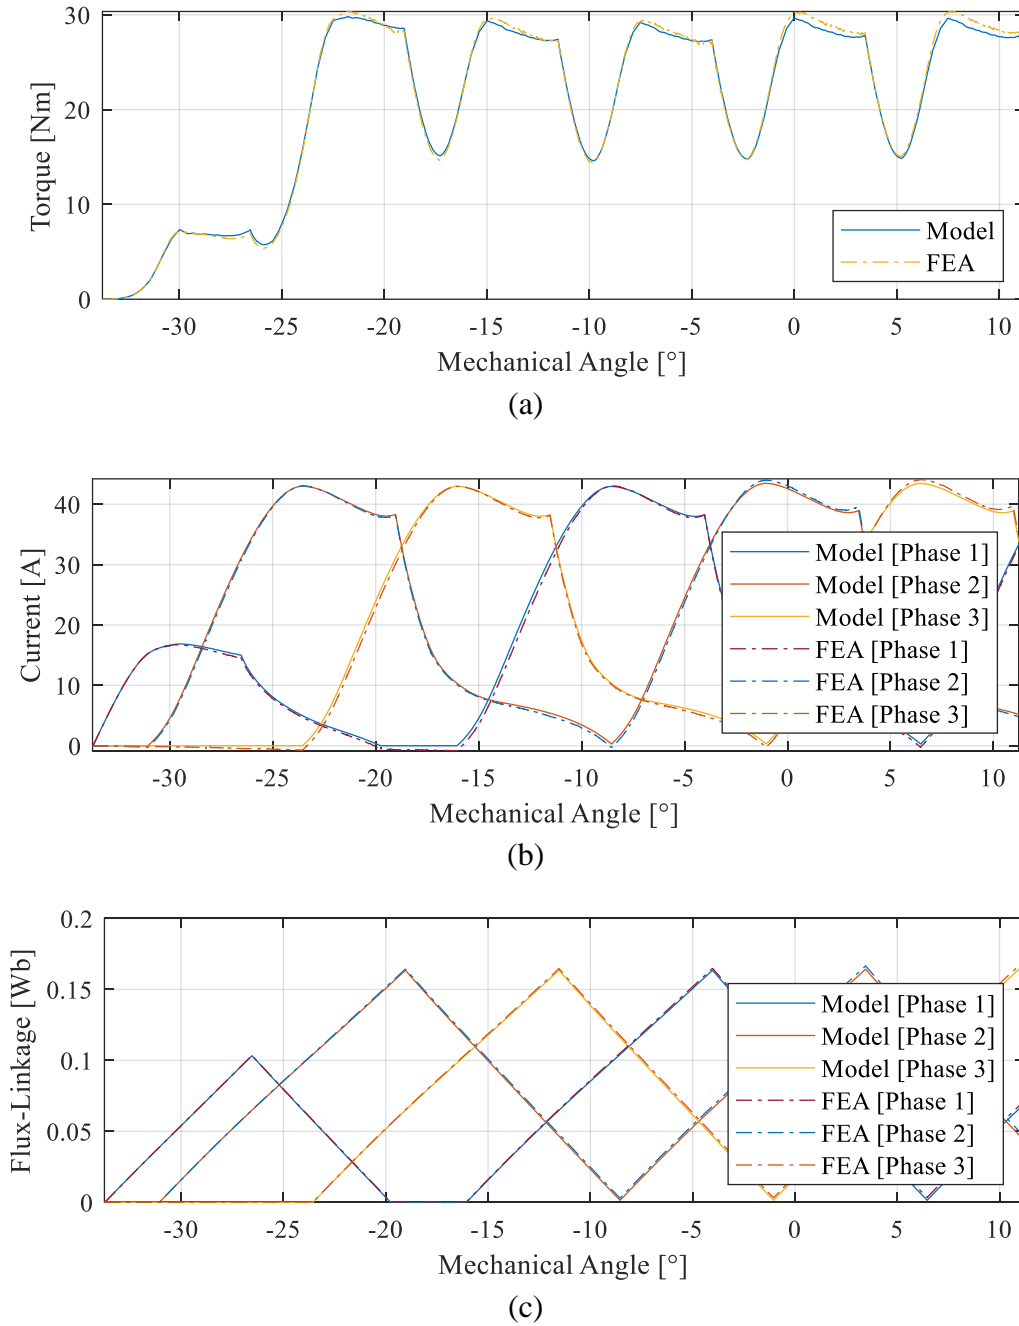 30
20
10
0
Torque [Nm]
Model
FEA
-30 -25 -20 -15 -10 -5 0 5 10
Mechanical Angle [°]
(a)
40
30
20
10
0
Current [A]
Model [Phase 1]
Model [Phase 2]
Model [Phase 3]
FEA [Phase 1]
FEA [Phase 2]
FEA [Phase 3]
-30 -25 -20 -15 -10 -5 0 5 10
Mechanical Angle [°]
(b)
0.2
0.15
0.1
0.05
0
Flux-Linkage [Wb]
Model [Phase 1]
Model [Phase 2]
Model [Phase 3]
FEA [Phase 1]
FEA [Phase 2]
FEA [Phase 3]
-30 -25 -20 -15 -10 -5 0 5 10
Mechanical Angle [°]
(c)